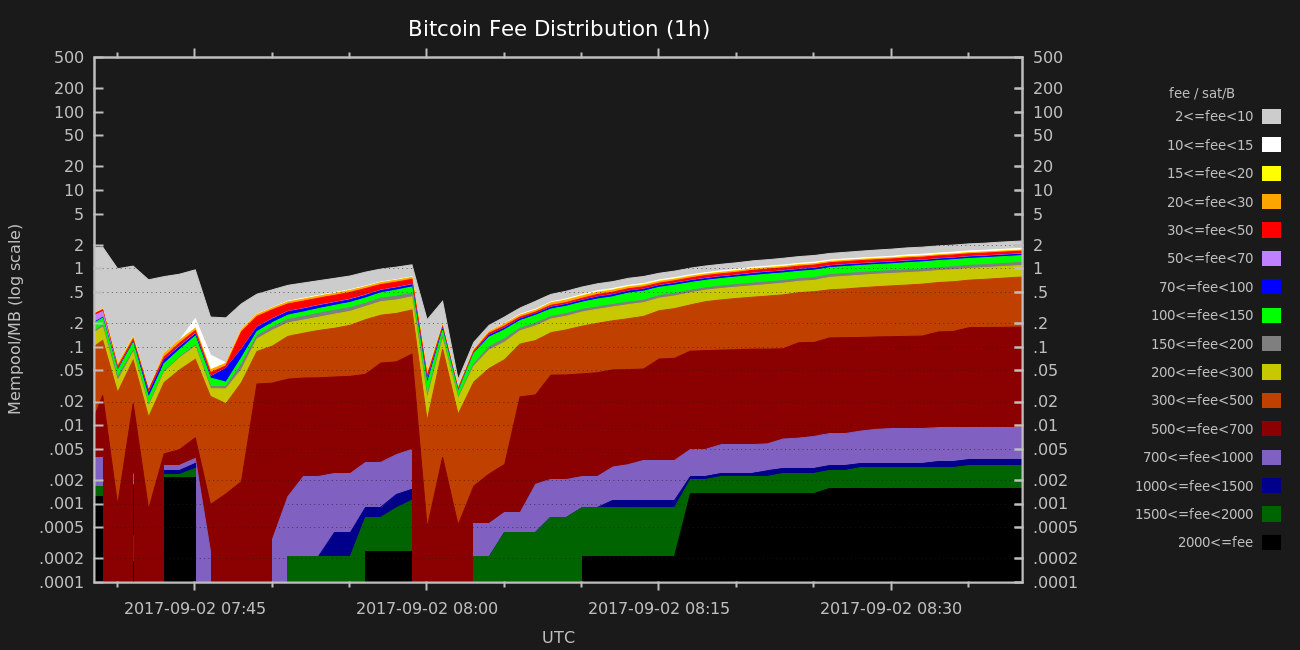 Bitcoin Fee Distribution (1h)
500
200
100
50
20
10
5
2
1
.5
.2
.1
.05
.02
.01
.005
.002
.001
.0005
.0002
.0001
Mempool/MB (log scale)
500
200
100
50
20
10
5
2
1
.5
.2
.1
.05
.02
.01
.005
.002
.001
.0005
.0002
.0001
2017-09-02 07:45 2017-09-02 08:00 2017-09-02 08:15 2017-09-02 08:30
UTC
fee / sat/B
2<=fee<10
10<=fee<15
15<=fee<20
20<=fee<30
30<=fee<50
50<=fee<70
70<=fee<100
100<=fee<150
150<=fee<200
200<=fee<300
300<=fee<500
500<=fee<700
700<=fee<1000
1000<=fee<1500
1500<=fee<2000
2000<=fee